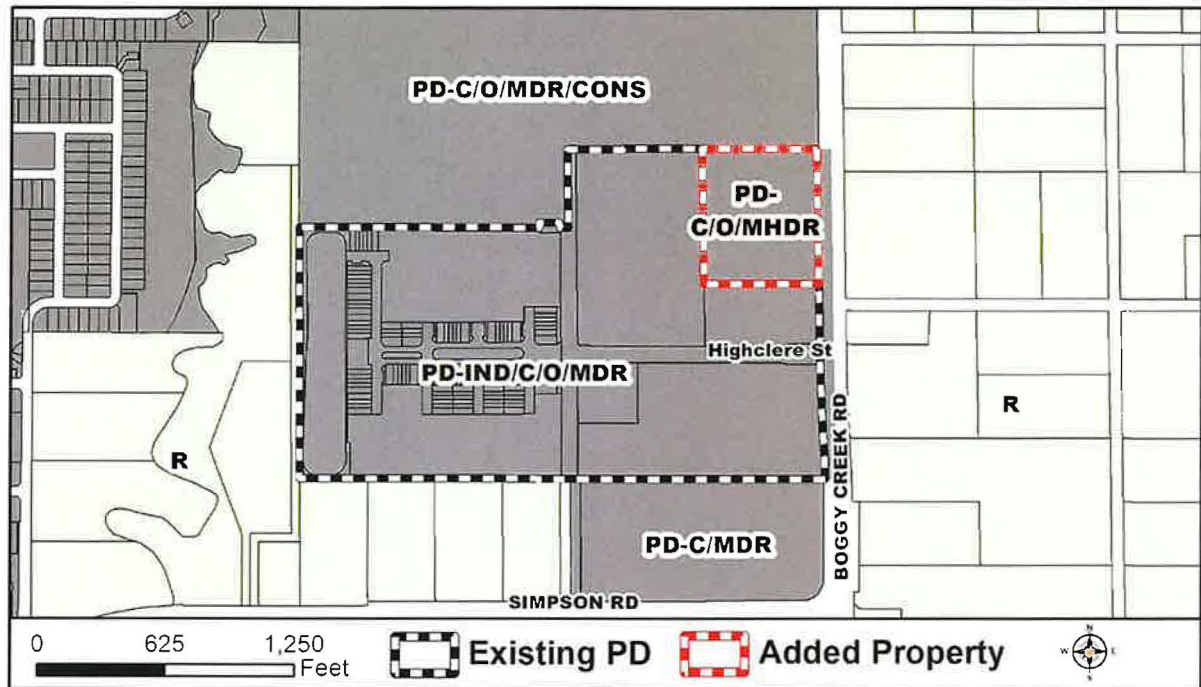 PD-C/O/MDR/CONS
PD-
C/O/MHDR
Highclere St
PD-IND/C/O/MDR
R
R
BOGGY CREEK RD
PD-C/MDR
SIMPSON RD
0 625 1,250
Feet
Existing PD
Added Property
N
W E
S